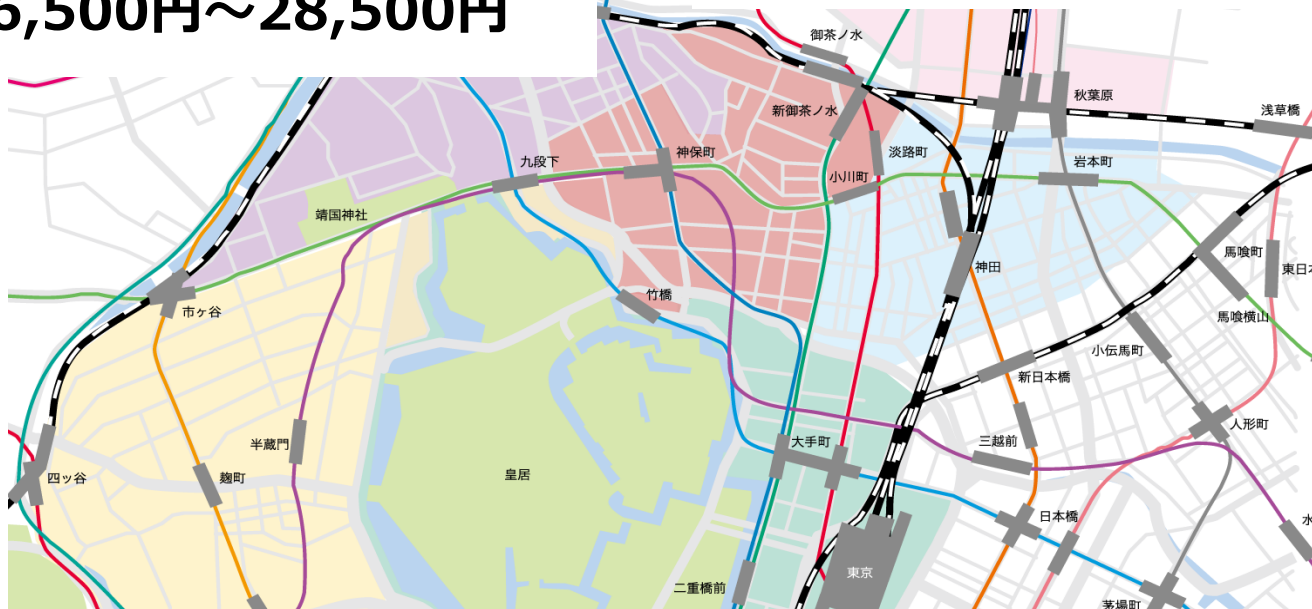 5,500円～28,500円
御茶ノ水
秋葉原
浅草橋
新御茶ノ水
神保町
淡路町
岩本町
九段下
小川町
靖国神社
馬喰町
神田
東日本
竹橋
市ヶ谷
馬喰横山
小伝馬町
新日本橋
人形町
半蔵門
大手町
三越前
四ッ谷
麹町
皇居
日本橋
水
東京
二重橋前
茅場町